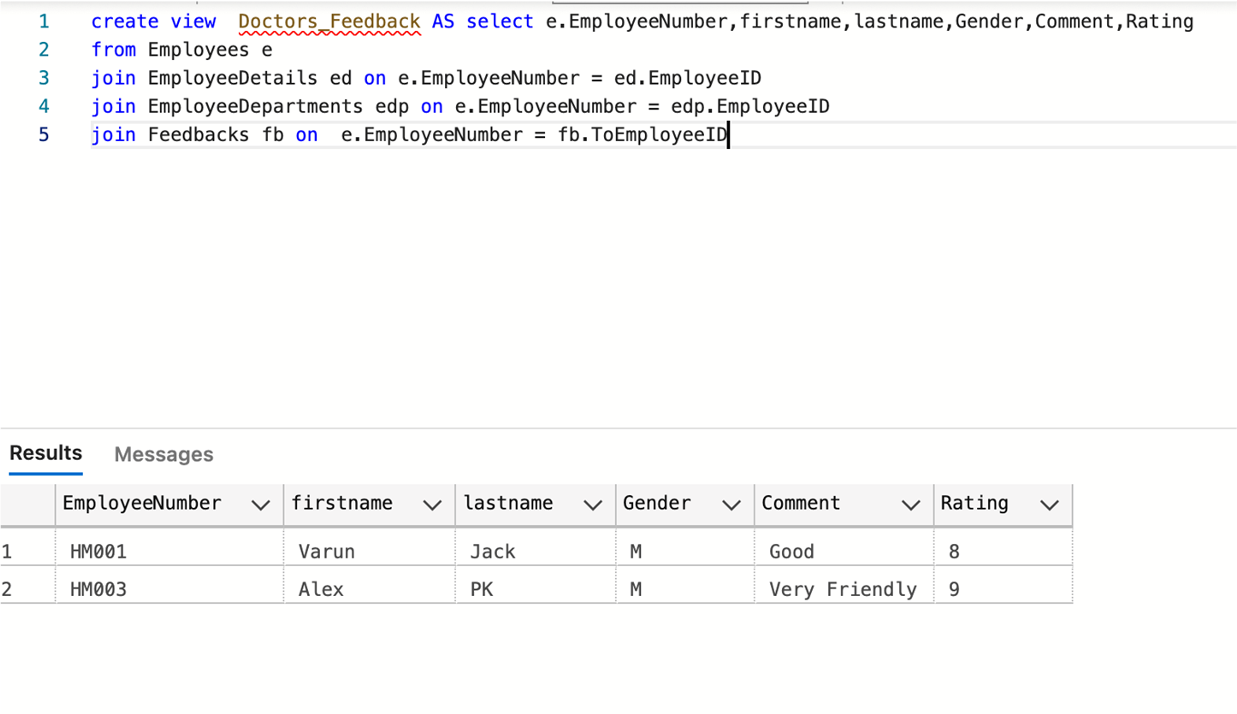 1 create view  Doctors_Feedback AS select e.EmployeeNumber,firstname,lastname,Gender,Comment,Rating
2 from Employees e
3 join EmployeeDetails ed on e.EmployeeNumber = ed.EmployeeID
4 join EmployeeDepartments edp on e.EmployeeNumber = edp.EmployeeID
5 join Feedbacks fb on  e.EmployeeNumber = fb.ToEmployeeID
Results Messages
EmployeeNumber firstname lastname Gender Comment Rating
1 HM001 Varun Jack M Good 8
2 HM003 Alex PK M Very Friendly 9